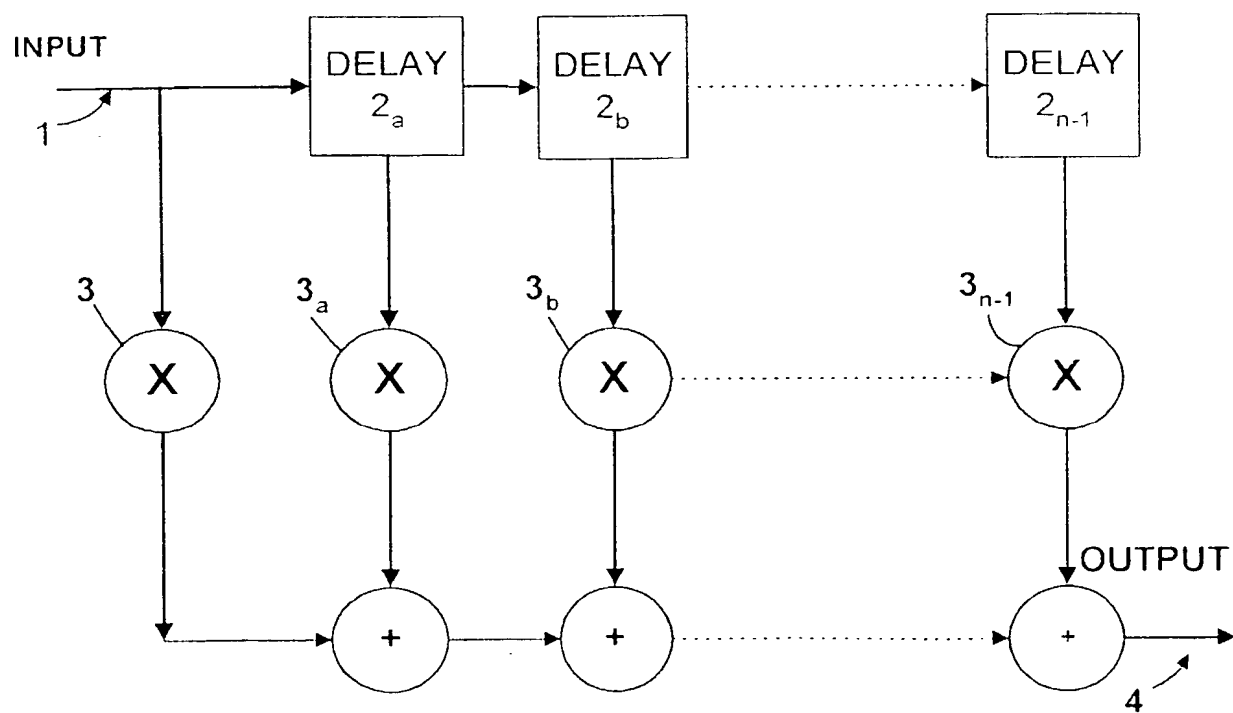 INPUT
1
DELAY
2a
DELAY
2b
DELAY
2n-1
3
3a
3b
3n-1
X
X
X
X
OUTPUT
+
+
+
4